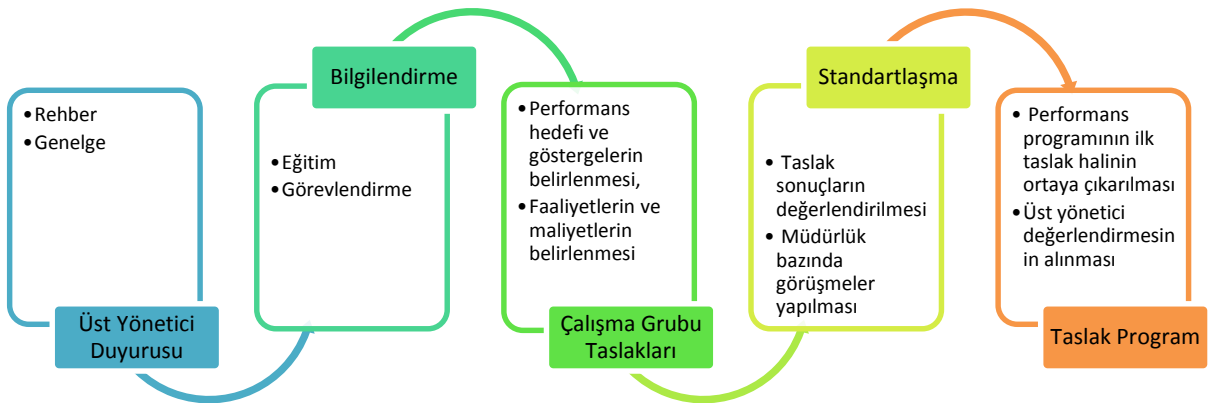 •Rehber
•Genelge
Üst Yönetici
Duyurusu
Bilgilendirme
•Eğitim
•Görevlendirme
•Performans
hedefi ve
göstergelerin
belirlenmesi,
•Faaliyetlerin ve
maliyetlerin
belirlenmesi
Çalışma Grubu
Taslakları
Standartlaşma
• Taslak
sonuçların
değerlendirilmesi
• Müdürlük
bazında
görüşmeler
yapılması
• Performans
programının ilk
taslak halinin
ortaya çıkarılması
•Üst yönetici
değerlendirmesin
in alınması
Taslak Program